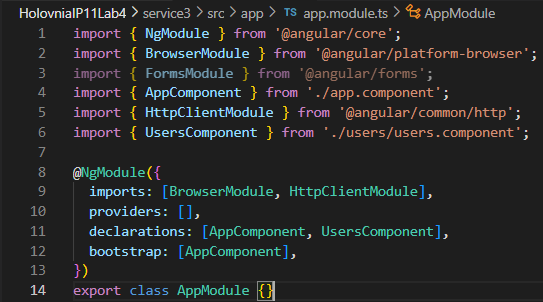 HolovniaIP11Lab4 > service3 > src > app > TS app.module.ts > AppModule
1 import { NgModule } from '@angular/core';
2 import { BrowserModule } from '@angular/platform-browser';
3 import { FormsModule } from '@angular/forms';
4 import { AppComponent } from './app.component';
5 import { HttpClientModule } from '@angular/common/http';
6 import { UsersComponent } from './users/users.component';
7
8 @NgModule({
9 imports: [BrowserModule, HttpClientModule],
10 providers: [],
11 declarations: [AppComponent, UsersComponent],
12 bootstrap: [AppComponent],
13 })
14 export class AppModule {}